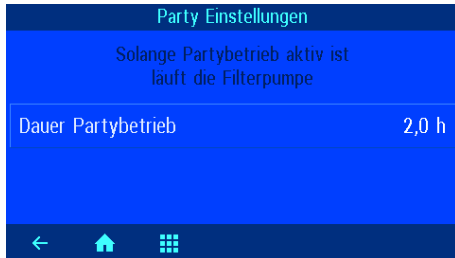 Party Einstellungen
Solange Partybetrieb aktiv ist
läuft die Filterpumpe
Dauer Partybetrieb 2,0 h